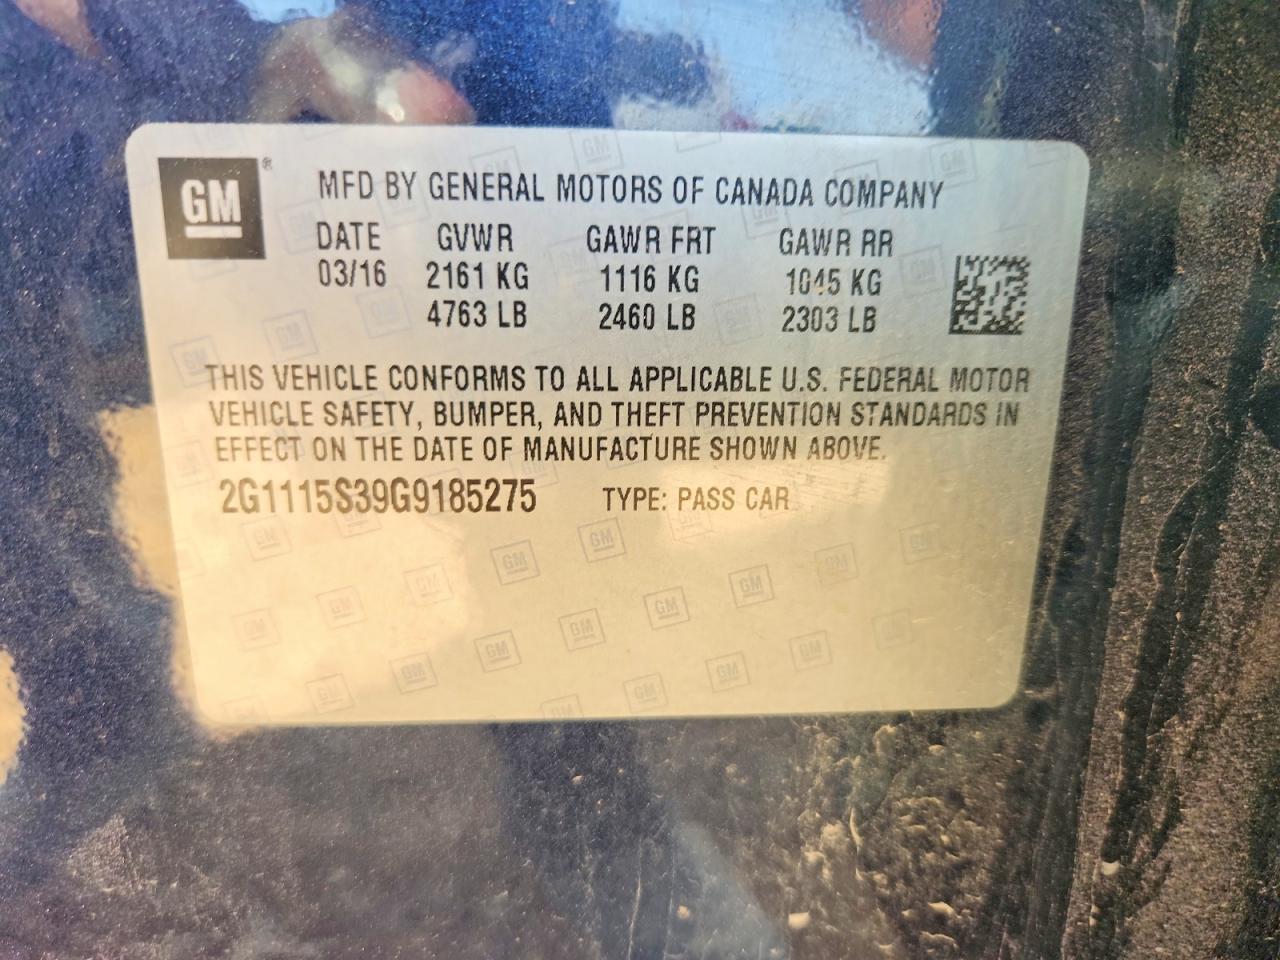 GM®
MFD BY GENERAL MOTORS OF CANADA COMPANY
DATE GVWR GAWR FRT GAWR RR
03/16 2161 KG 1116 KG 1045 KG
4763 LB 2460 LB 2303 LB
THIS VEHICLE CONFORMS TO ALL APPLICABLE U.S. FEDERAL MOTOR
VEHICLE SAFETY, BUMPER, AND THEFT PREVENTION STANDARDS IN
EFFECT ON THE DATE OF MANUFACTURE SHOWN ABOVE.
2G1115S39G9185275 TYPE: PASS CAR